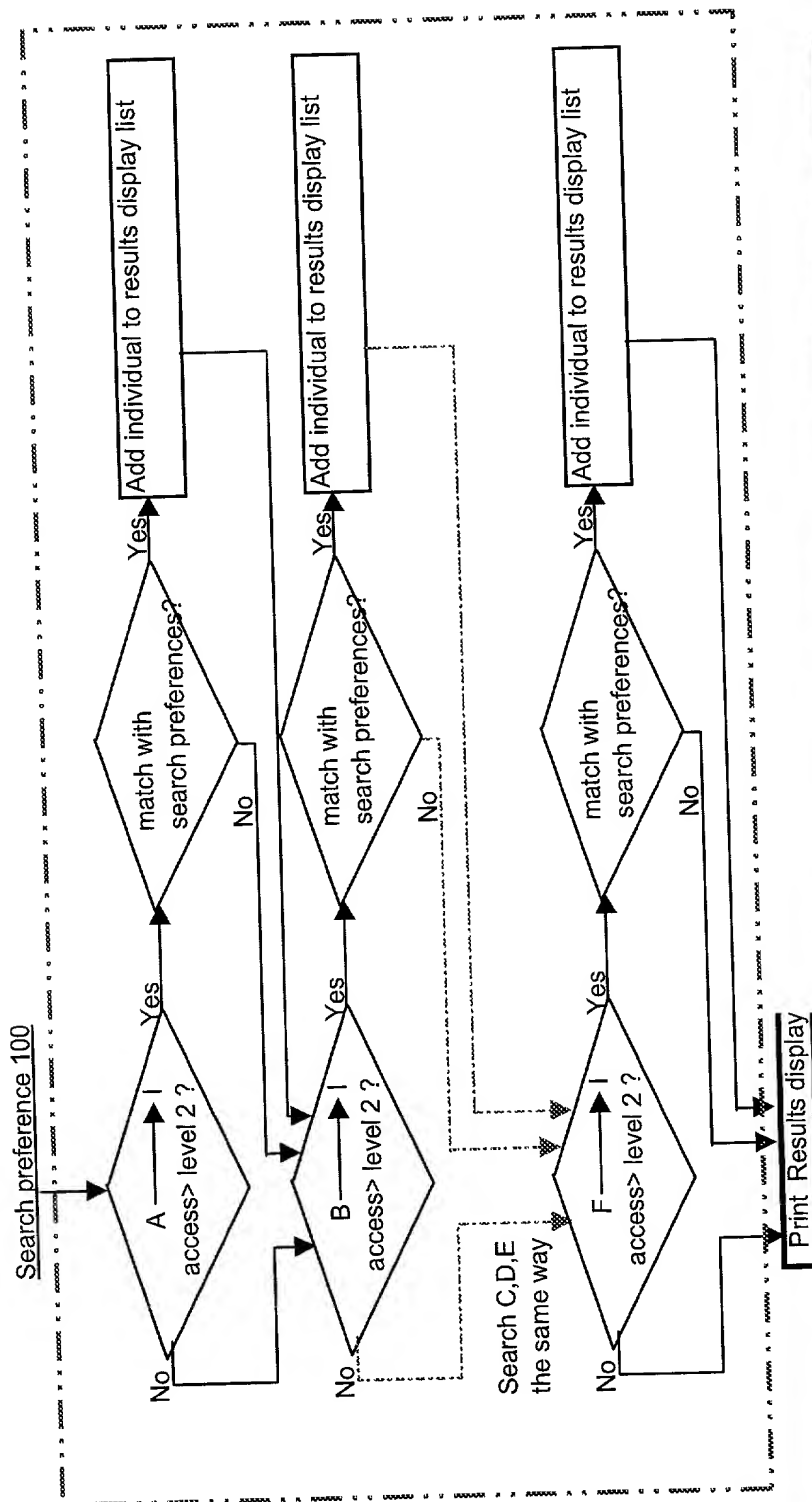 Search preference 100
A I
access> level 2 ?
Yes
No
match with
search preferences?
Yes
No
Add individual to results display list
B I
access> level 2 ?
Yes
No
match with
search preferences?
Yes
No
Add individual to results display list
Search C,D,E
the same way
F I
access> level 2 ?
Yes
No
match with
search preferences?
Yes
No
Add individual to results display list
Print Results display